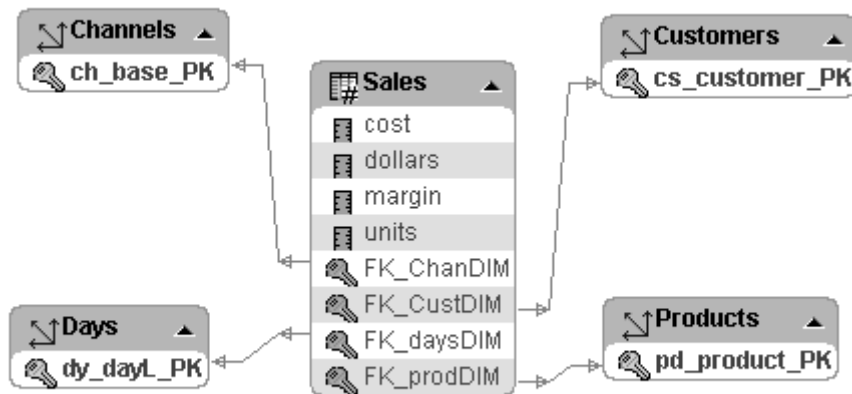 Channels
ch_base_PK
Customers
cs_customer_PK
Sales
cost
dollars
margin
units
FK_ChanDIM
FK_CustDIM
FK_daysDIM
FK_prodDIM
Days
dy_dayL_PK
Products
pd_product_PK